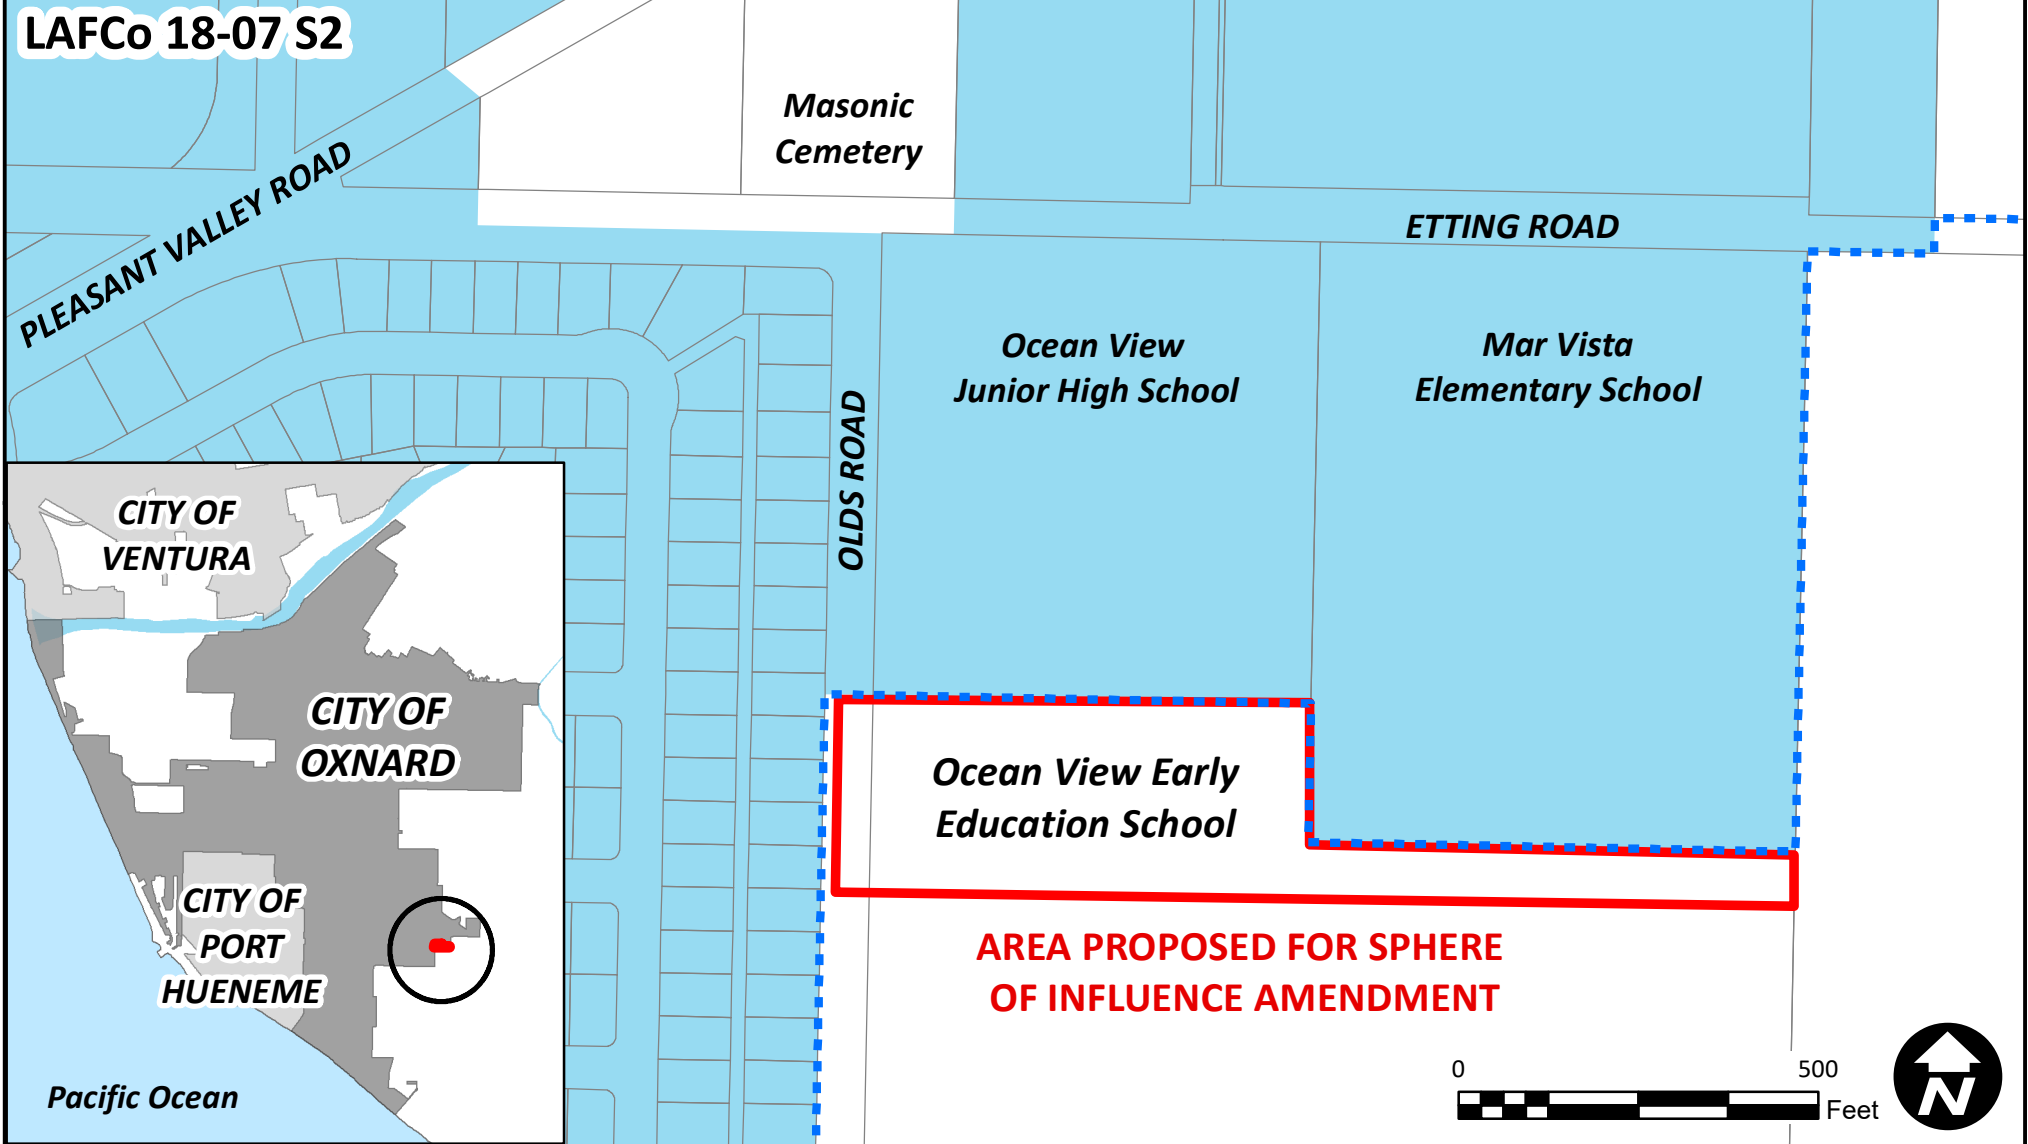 LAFCo 18-07 S2
Masonic
Cemetery
PLEASANT VALLEY ROAD
ETTING ROAD
Ocean View
Junior High School
Mar Vista
Elementary School
OLDS ROAD
CITY OF
VENTURA
CITY OF
OXNARD
CITY OF
PORT
HUENEME
Pacific Ocean
Ocean View Early
Education School
AREA PROPOSED FOR SPHERE
OF INFLUENCE AMENDMENT
0 500
Feet
N